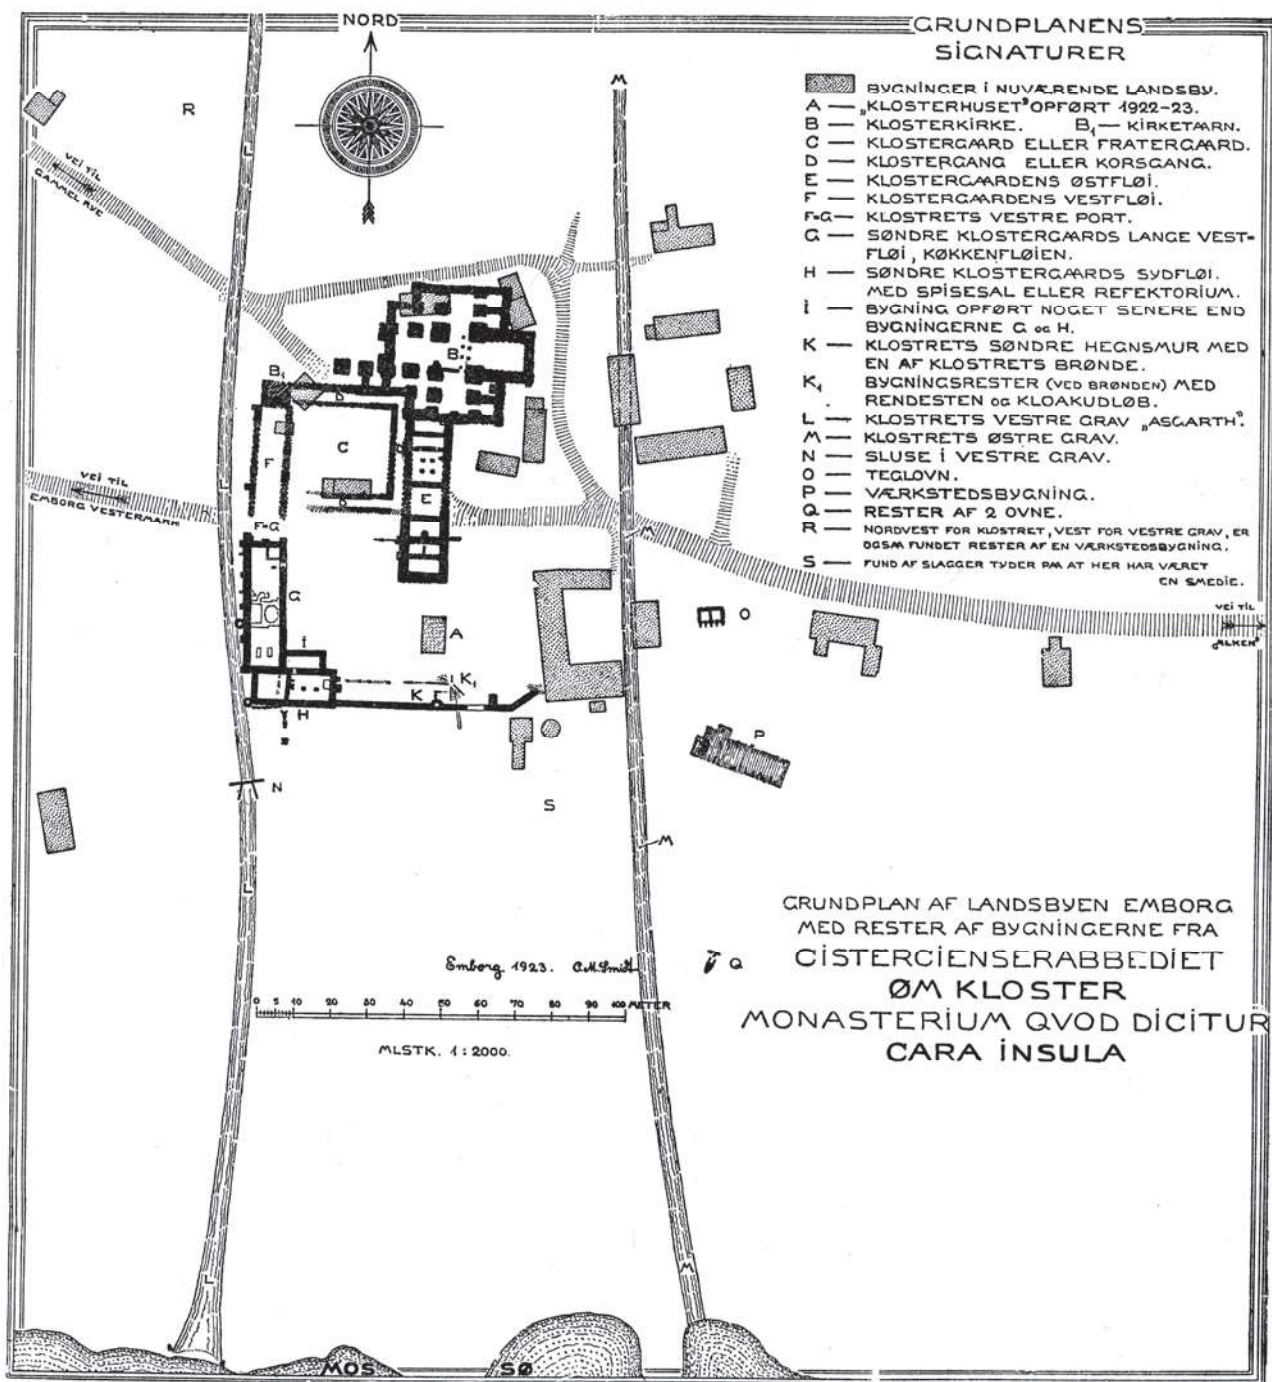 NORD
GRUNDPLANENS
SIGNATURER
BYGNINGER I NUVÆRENDE LANDSBY.
A — „KLOSTERHUSET” OPFØRT 1922-23.
B — KLOSTERKIRKE. B1 — KIRKETAARN.
C — KLOSTERGAARD ELLER FRATERGAARD.
D — KLOSTERGANG ELLER KORSGANG.
E — KLOSTERGAARDENS ØSTFLØI.
F — KLOSTERGAARDENS VESTFLØI.
F=G — KLOSTRETS VESTRE PORT.
G — SØNDRE KLOSTERGAARDS LANGE VEST-
FLØI, KØKKENFLØIEN.
H — SØNDRE KLOSTERGAARDS SYDFLØI.
MED SPISESAL ELLER REFEKTORIUM.
I — BYGNING OPFØRT NOGET SENERE END
BYGNINGERNE G OG H.
K — KLOSTRETS SØNDRE HEGNSMUR MED
EN AF KLOSTRETS BRØNDE.
K1 BYGNINGSRESTER (VED BRØNDEN) MED
RENDESTEN OG KLOAKUDLØB.
L — KLOSTRETS VESTRE GRAV „ASGARTH”.
M — KLOSTRETS ØSTRE GRAV.
N — SLUSE I VESTRE GRAV.
O — TEGLOVN.
P — VÆRKSTEDSBYGNING.
Q — RESTER AF 2 OVNE.
R — NORDVEST FOR KLOSTRET, VEST FOR VESTRE GRAV, ER
OGSAA FUNDET RESTER AF EN VÆRKSTEDSBYGNING.
S — FUND AF SLAGGER TYDER PAA AT HER HAR VÆRET
EN SMEDIE.
M
R
L
VEI TIL
GAMMEL RYE
B
B1
D
F
C
D
E
L
VEI TIL
EMBORG VESTERMARK
D
F=G
M
G
A
O
VEI TIL
„ALKEN”
I
K
K1
H
P
N
S
M
L
Emborg 1923. C.M.Smidt
Q
0 5 10 20 30 40 50 60 70 80 90 100 METER
MLSTK. 1:2000.
GRUNDPLAN AF LANDSBYEN EMBORG
MED RESTER AF BYGNINGERNE FRA
CISTERCIENSERABBEDIET
ØM KLOSTER
MONASTERIUM QVOD DICITUR
CARA INSULA
L
M
MOS SØ